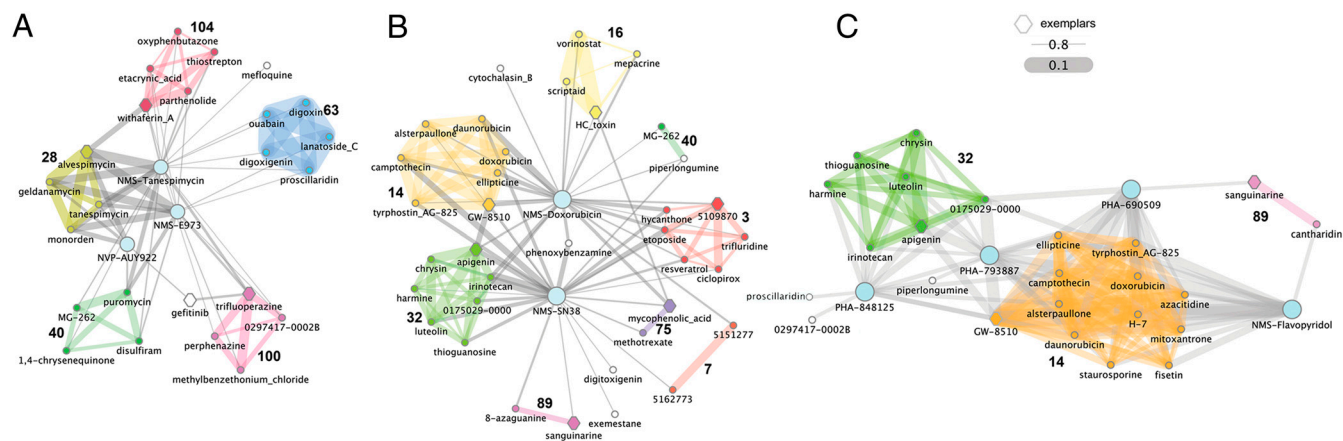 A
104
oxyphenbutazone
thiostrepton
etacrynic_acid
parthenolide
withaferin_A
mefloquine
63
digoxin
ouabain
lanatoside_C
digoxigenin
proscillaridin
28
alvespimycin
NMS-Tanespimycin
geldanamycin
tanespimycin
NMS-E973
monorden
NVP-AUY922
puromycin
MG-262
40
1,4-chrysenequinone
disulfiram
gefitinib
trifluoperazine
0297417-0002B
perphenazine
100
methylbenzethonium_chloride
B
16
vorinostat
mepacrine
cytochalasin_B
scriptaid
HC_toxin
daunorubicin
alsterpaullone
doxorubicin
camptothecin
ellipticine
14
tyrphostin_AG-825
GW-8510
MG-262
40
piperlongumine
NMS-Doxorubicin
hycanthone
5109870
3
etoposide
trifluridine
phenoxybenzamine
resveratrol
ciclopirox
apigenin
chrysin
irinotecan
harmine
0175029-0000
32
luteolin
thioguanosine
NMS-SN38
mycophenolic_acid
75
methotrexate
5151277
7
5162773
digitoxigenin
89
8-azaguanine
sanguinarine
exemestane
C
exemplars
0.8
0.1
chrysin
32
thioguanosine
luteolin
harmine
0175029-0000
apigenin
irinotecan
PHA-690509
sanguinarine
89
cantharidin
PHA-793887
ellipticine
tyrphostin_AG-825
camptothecin
doxorubicin
piperlongumine
PHA-848125
proscillaridin
0297417-0002B
azacitidine
alsterpaullone
H-7
GW-8510
mitoxantrone
daunorubicin
NMS-Flavopyridol
14
staurosporine
fisetin